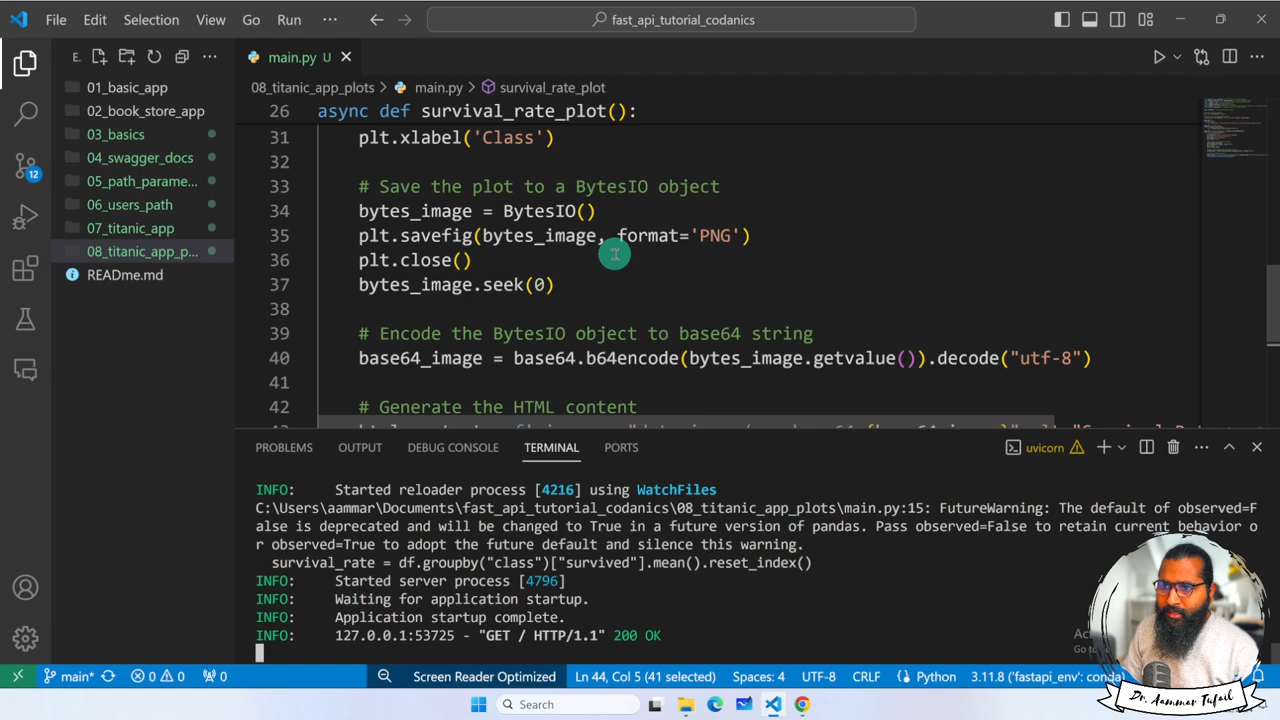 File Edit Selection View Go Run ··· fast_api_tutorial_codanics
E. main.py U
01_basic_app
02_book_store_app
03_basics
04_swagger_docs
05_path_parame...
06_users_path
07_titanic_app
08_titanic_app_p...
READme.md
12
08_titanic_app_plots > main.py > survival_rate_plot
26 async def survival_rate_plot():
31 plt.xlabel('Class')
32
33 # Save the plot to a BytesIO object
34 bytes_image = BytesIO()
35 plt.savefig(bytes_image, format='PNG')
36 plt.close()
37 bytes_image.seek(0)
38
39 # Encode the BytesIO object to base64 string
40 base64_image = base64.b64encode(bytes_image.getvalue()).decode("utf-8")
41
42 # Generate the HTML content
PROBLEMS OUTPUT DEBUG CONSOLE TERMINAL PORTS uvicorn
INFO: Started reloader process [4216] using WatchFiles
C:\Users\aammar\Documents\fast_api_tutorial_codanics\08_titanic_app_plots\main.py:15: FutureWarning: The default of observed=F
alse is deprecated and will be changed to True in a future version of pandas. Pass observed=False to retain current behavior o
r observed=True to adopt the future default and silence this warning.
survival_rate = df.groupby("class")["survived"].mean().reset_index()
INFO: Started server process [4796]
INFO: Waiting for application startup.
INFO: Application startup complete.
INFO: 127.0.0.1:53725 - "GET / HTTP/1.1" 200 OK
main* 0 0 0 Screen Reader Optimized Ln 44, Col 5 (41 selected) Spaces: 4 UTF-8 CRLF Python 3.11.8 ('fastapi_env': conda)
Search
Dr. Aammar Tufail